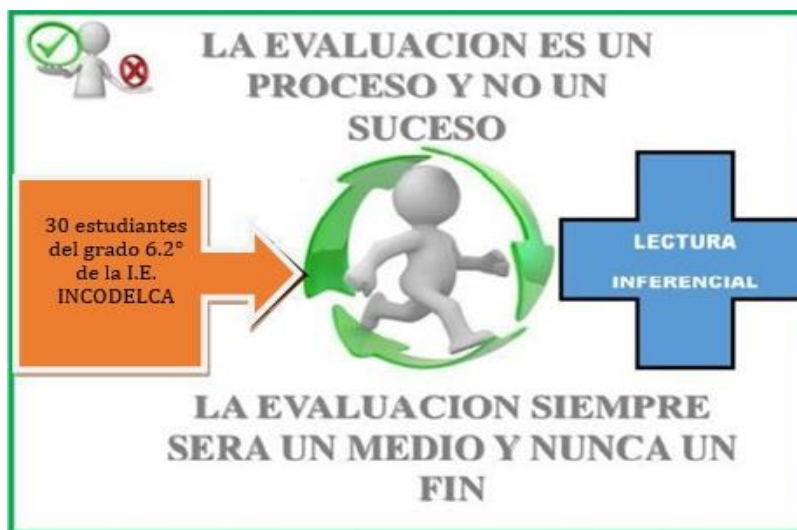 LA EVALUACION ES UN
PROCESO Y NO UN
SUCESO
30 estudiantes
del grado 6.2°
de la I.E.
INCODELCA
LECTURA
INFERENCIAL
LA EVALUACION SIEMPRE
SERA UN MEDIO Y NUNCA UN
FIN